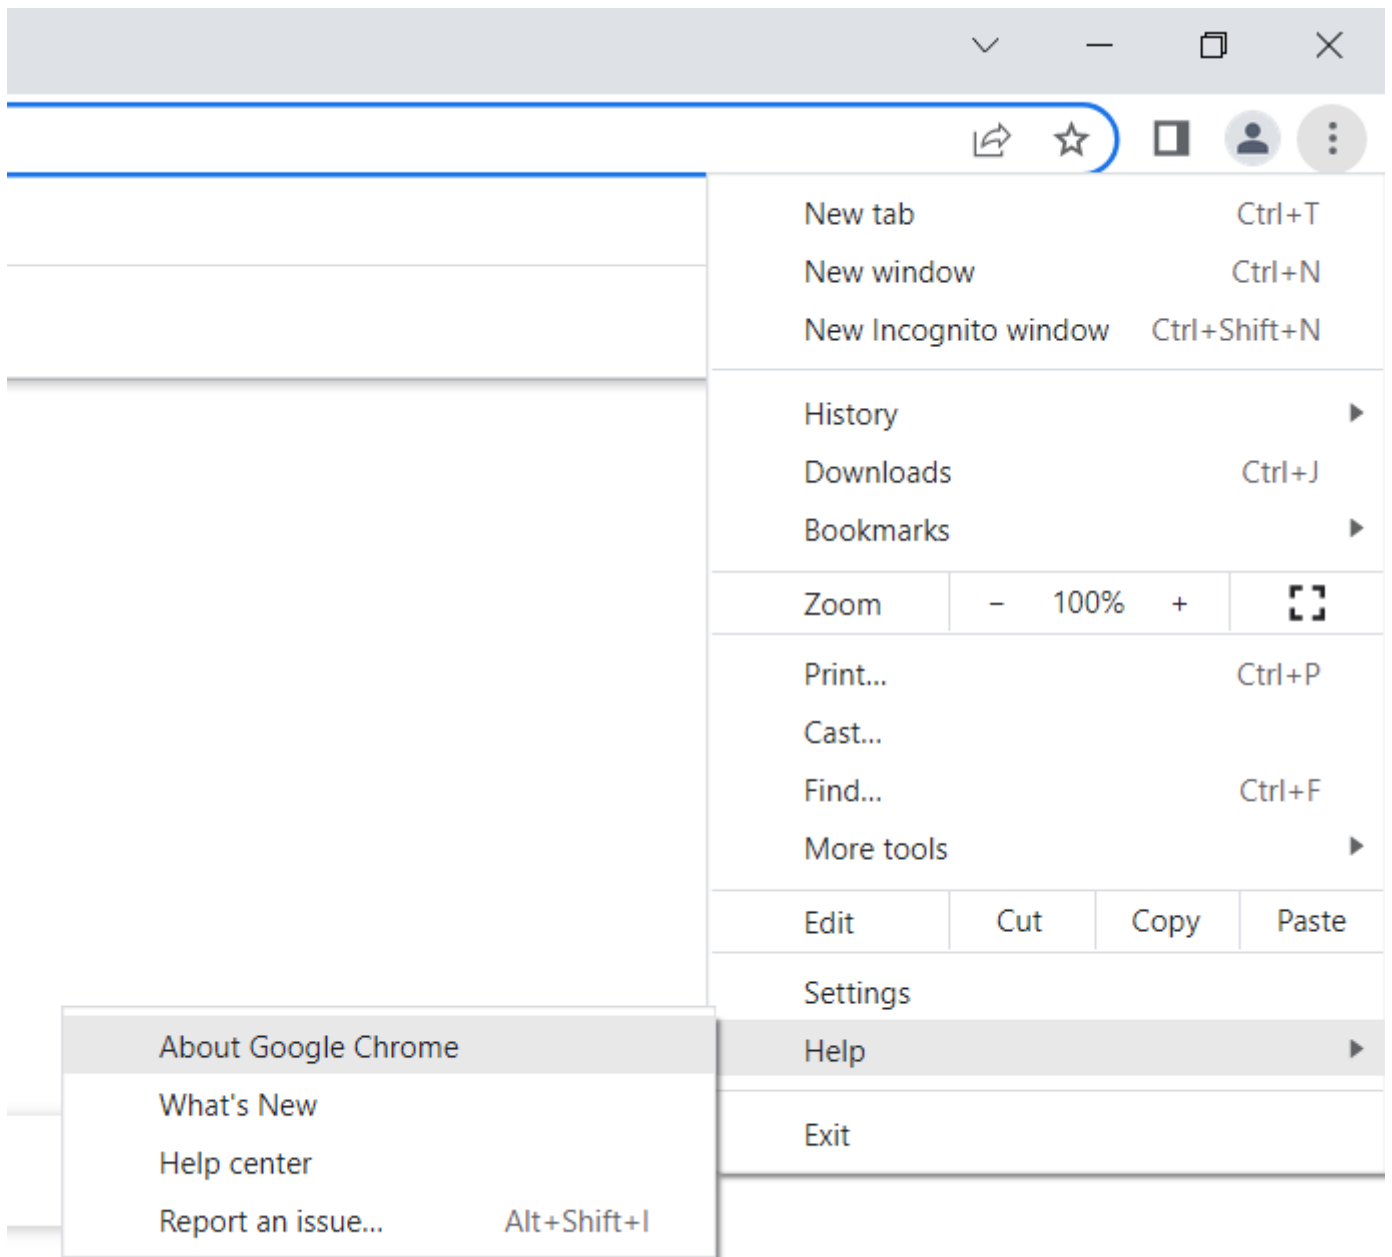 New tab Ctrl+T
New window Ctrl+N
New Incognito window Ctrl+Shift+N
History
Downloads Ctrl+J
Bookmarks
Zoom - 100% +
Print... Ctrl+P
Cast...
Find... Ctrl+F
More tools
Edit Cut Copy Paste
Settings
Help
Exit
About Google Chrome
What's New
Help center
Report an issue... Alt+Shift+I